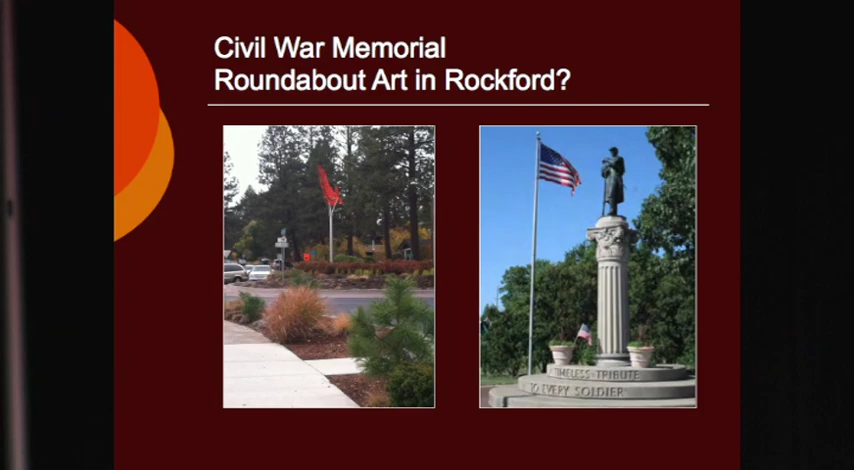 Civil War Memorial
Roundabout Art in Rockford?
TIMELESS TRIBUTE
TO EVERY SOLDIER